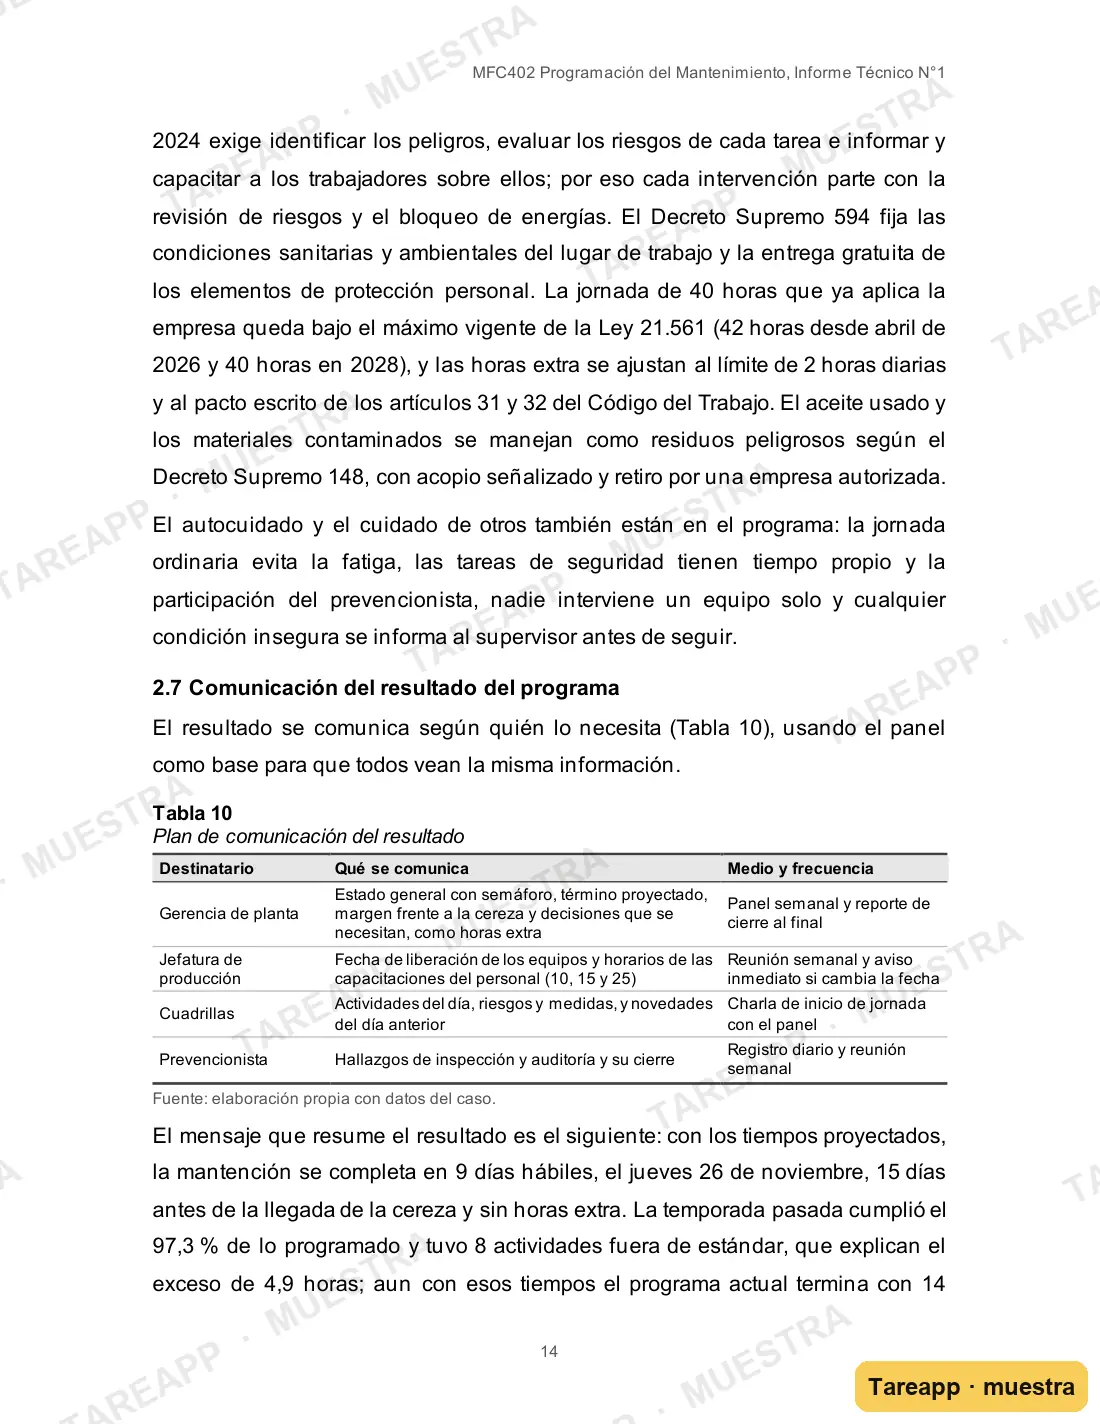 MFC402 Programación del Mantenimiento, Informe Técnico N°1
2024 exige identificar los peligros, evaluar los riesgos de cada tarea e informar y
capacitar a los trabajadores sobre ellos; por eso cada intervención parte con la
revisión de riesgos y el bloqueo de energías. El Decreto Supremo 594 fija las
condiciones sanitarias y ambientales del lugar de trabajo y la entrega gratuita de
los elementos de protección personal. La jornada de 40 horas que ya aplica la
empresa queda bajo el máximo vigente de la Ley 21.561 (42 horas desde abril de
2026 y 40 horas en 2028), y las horas extra se ajustan al límite de 2 horas diarias
y al pacto escrito de los artículos 31 y 32 del Código del Trabajo. El aceite usado y
los materiales contaminados se manejan como residuos peligrosos según el
Decreto Supremo 148, con acopio señalizado y retiro por una empresa autorizada.
El autocuidado y el cuidado de otros también están en el programa: la jornada
ordinaria evita la fatiga, las tareas de seguridad tienen tiempo propio y la
participación del prevencionista, nadie interviene un equipo solo y cualquier
condición insegura se informa al supervisor antes de seguir.
2.7 Comunicación del resultado del programa
El resultado se comunica según quién lo necesita (Tabla 10), usando el panel
como base para que todos vean la misma información.
Tabla 10
Plan de comunicación del resultado
Destinatario Qué se comunica Medio y frecuencia
Gerencia de planta
Estado general con semáforo, término proyectado,
margen frente a la cereza y decisiones que se
necesitan, como horas extra
Panel semanal y reporte de
cierre al final
Jefatura de
producción
Fecha de liberación de los equipos y horarios de las
capacitaciones del personal (10, 15 y 25)
Reunión semanal y aviso
inmediato si cambia la fecha
Cuadrillas
Actividades del día, riesgos y medidas, y novedades
del día anterior
Charla de inicio de jornada
con el panel
Prevencionista
Hallazgos de inspección y auditoría y su cierre
Registro diario y reunión
semanal
Fuente: elaboración propia con datos del caso.
El mensaje que resume el resultado es el siguiente: con los tiempos proyectados,
la mantención se completa en 9 días hábiles, el jueves 26 de noviembre, 15 días
antes de la llegada de la cereza y sin horas extra. La temporada pasada cumplió el
97,3 % de lo programado y tuvo 8 actividades fuera de estándar, que explican el
exceso de 4,9 horas; aun con esos tiempos el programa actual termina con 14
14
Tareapp · muestra